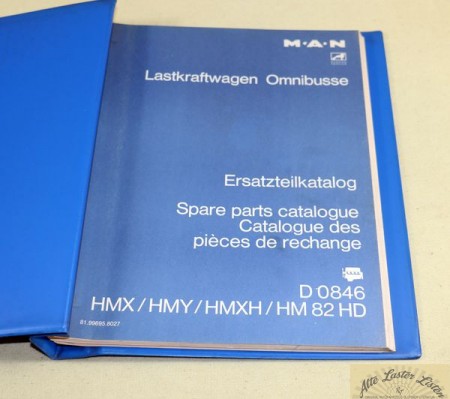 M·A·N
Lastkraftwagen Omnibusse
Ersatzteilkatalog
Spare parts catalogue
Catalogue des
pièces de rechange
D 0846
HMX / HMY / HMXH / HM 82 HD
81.99695.8027
Alte Laster Listen